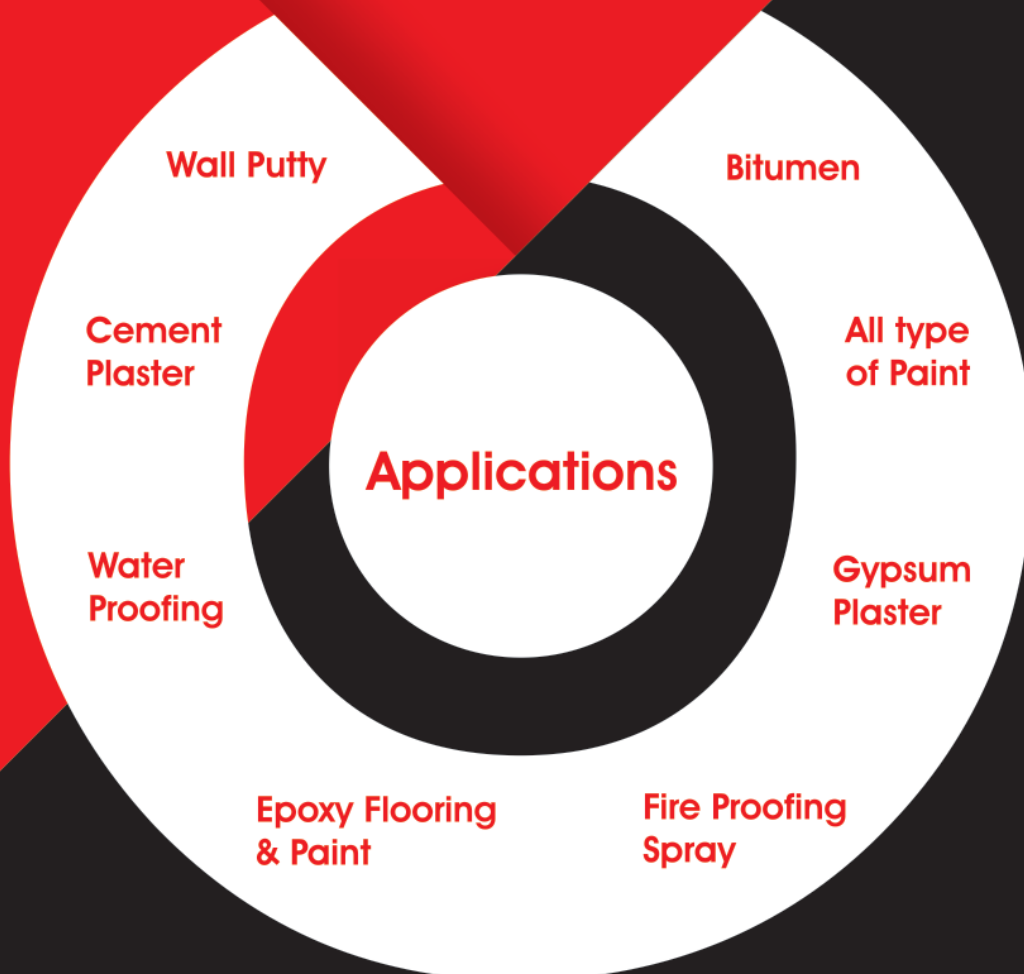 Wall Putty
Bitumen
Cement
Plaster
All type
of Paint
Applications
Water
Proofing
Gypsum
Plaster
Epoxy Flooring
& Paint
Fire Proofing
Spray